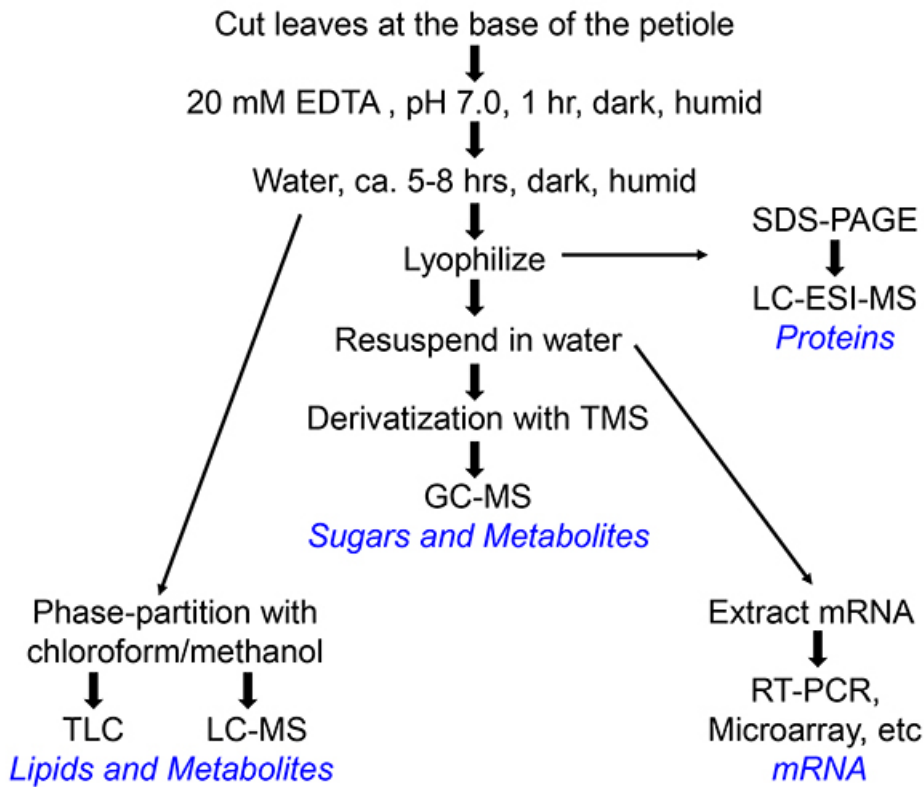 Cut leaves at the base of the petiole
20 mM EDTA , pH 7.0, 1 hr, dark, humid
Water, ca. 5-8 hrs, dark, humid
Lyophilize
SDS-PAGE
LC-ESI-MS
Proteins
Resuspend in water
Derivatization with TMS
GC-MS
Sugars and Metabolites
Phase-partition with
chloroform/methanol
TLC
LC-MS
Lipids and Metabolites
Extract mRNA
RT-PCR,
Microarray, etc
mRNA